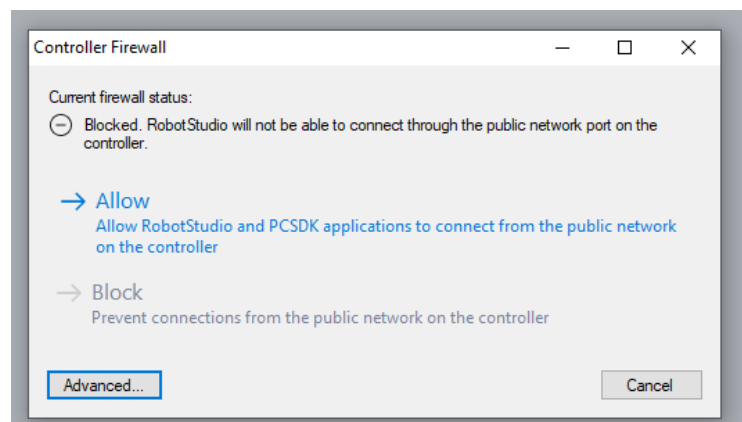 Controller Firewall
Current firewall status:
Blocked. RobotStudio will not be able to connect through the public network port on the
controller.
Allow
Allow RobotStudio and PCSDK applications to connect from the public network
on the controller
Block
Prevent connections from the public network on the controller
Advanced...
Cancel